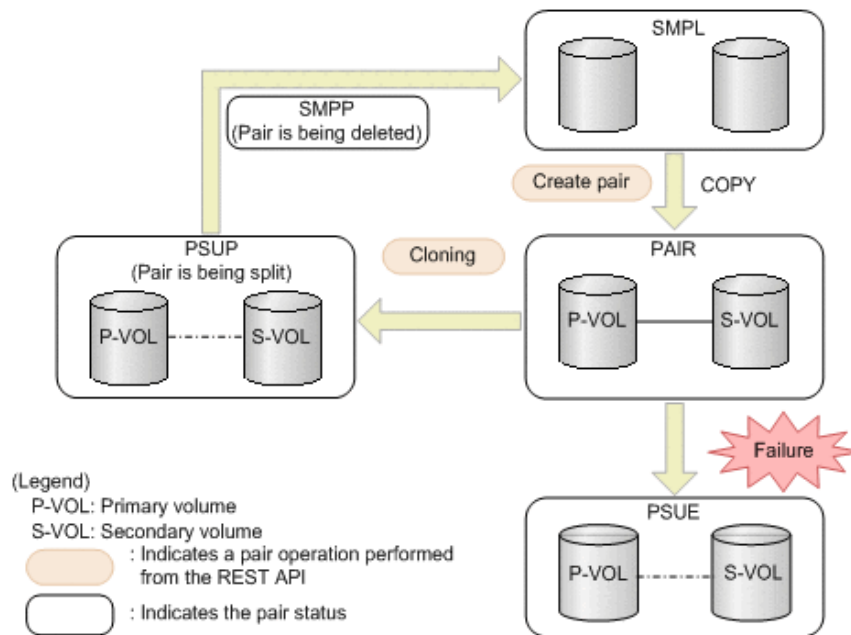 SMPL
SMPP
(Pair is being deleted)
Create pair
COPY
PSUP
(Pair is being split)
P-VOL
S-VOL
Cloning
PAIR
P-VOL
S-VOL
Failure
PSUE
P-VOL
S-VOL
(Legend)
P-VOL: Primary volume
S-VOL: Secondary volume
: Indicates a pair operation performed
from the REST API
: Indicates the pair status